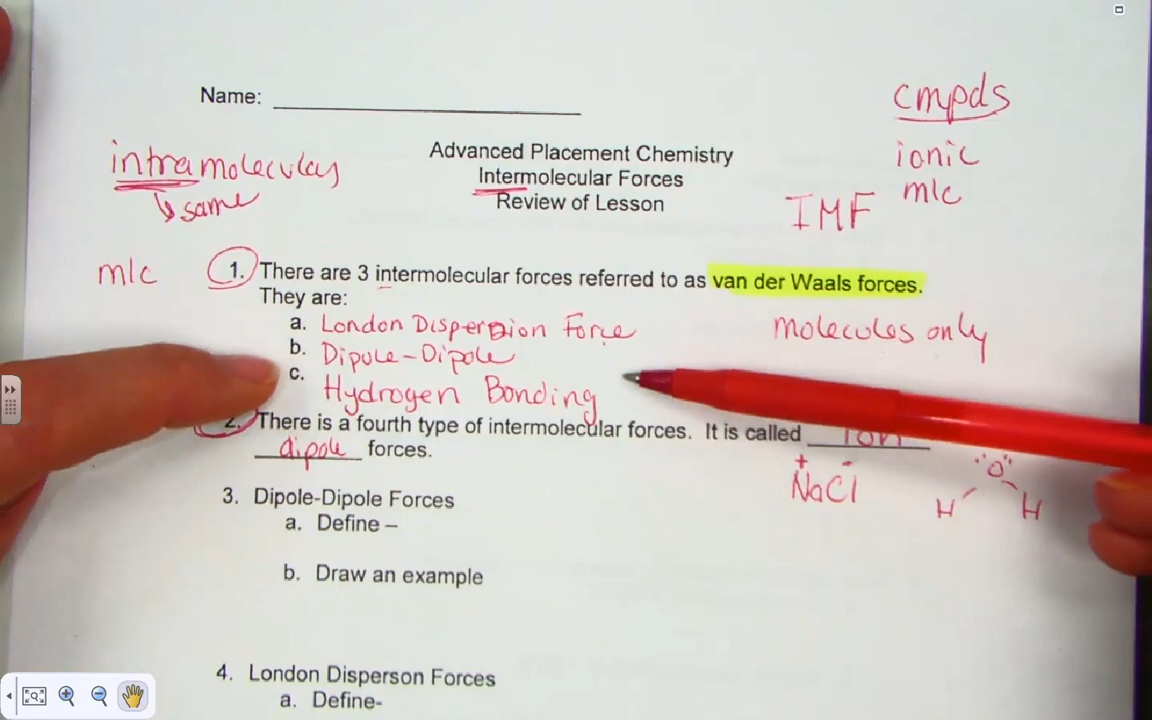 Name:
cmpds
ionic
mlc
intramolecular
same
Advanced Placement Chemistry
Intermolecular Forces
Review of Lesson
IMF
mlc
1. There are 3 intermolecular forces referred to as van der Waals forces.
They are:
a. London Dispersion Force
molecules only
b. Dipole-Dipole
c. Hydrogen Bonding
2. There is a fourth type of intermolecular forces. It is called ion
dipole forces.
+ -
NaCl
O
H H
3. Dipole-Dipole Forces
a. Define –
b. Draw an example
4. London Disperson Forces
a. Define-